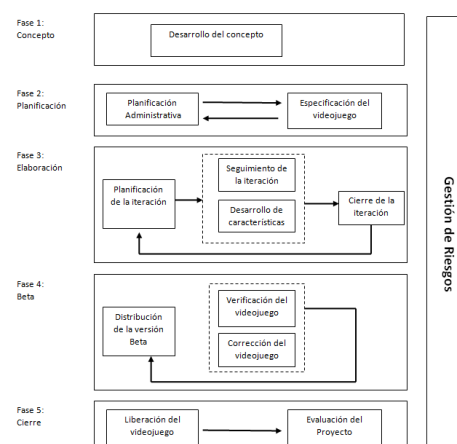 Fase 1:
Concepto
Desarrollo del concepto
Fase 2:
Planificación
Planificación
Administrativa
Especificación del
videojuego
Fase 3:
Elaboración
Planificación
de la iteración
Seguimiento de
la iteración
Desarrollo de
características
Cierre de la
iteración
Fase 4:
Beta
Distribución
de la versión
Beta
Verificación del
videojuego
Corrección del
videojuego
Fase 5:
Cierre
Liberación del
videojuego
Evaluación del
Proyecto
Gestión de Riesgos